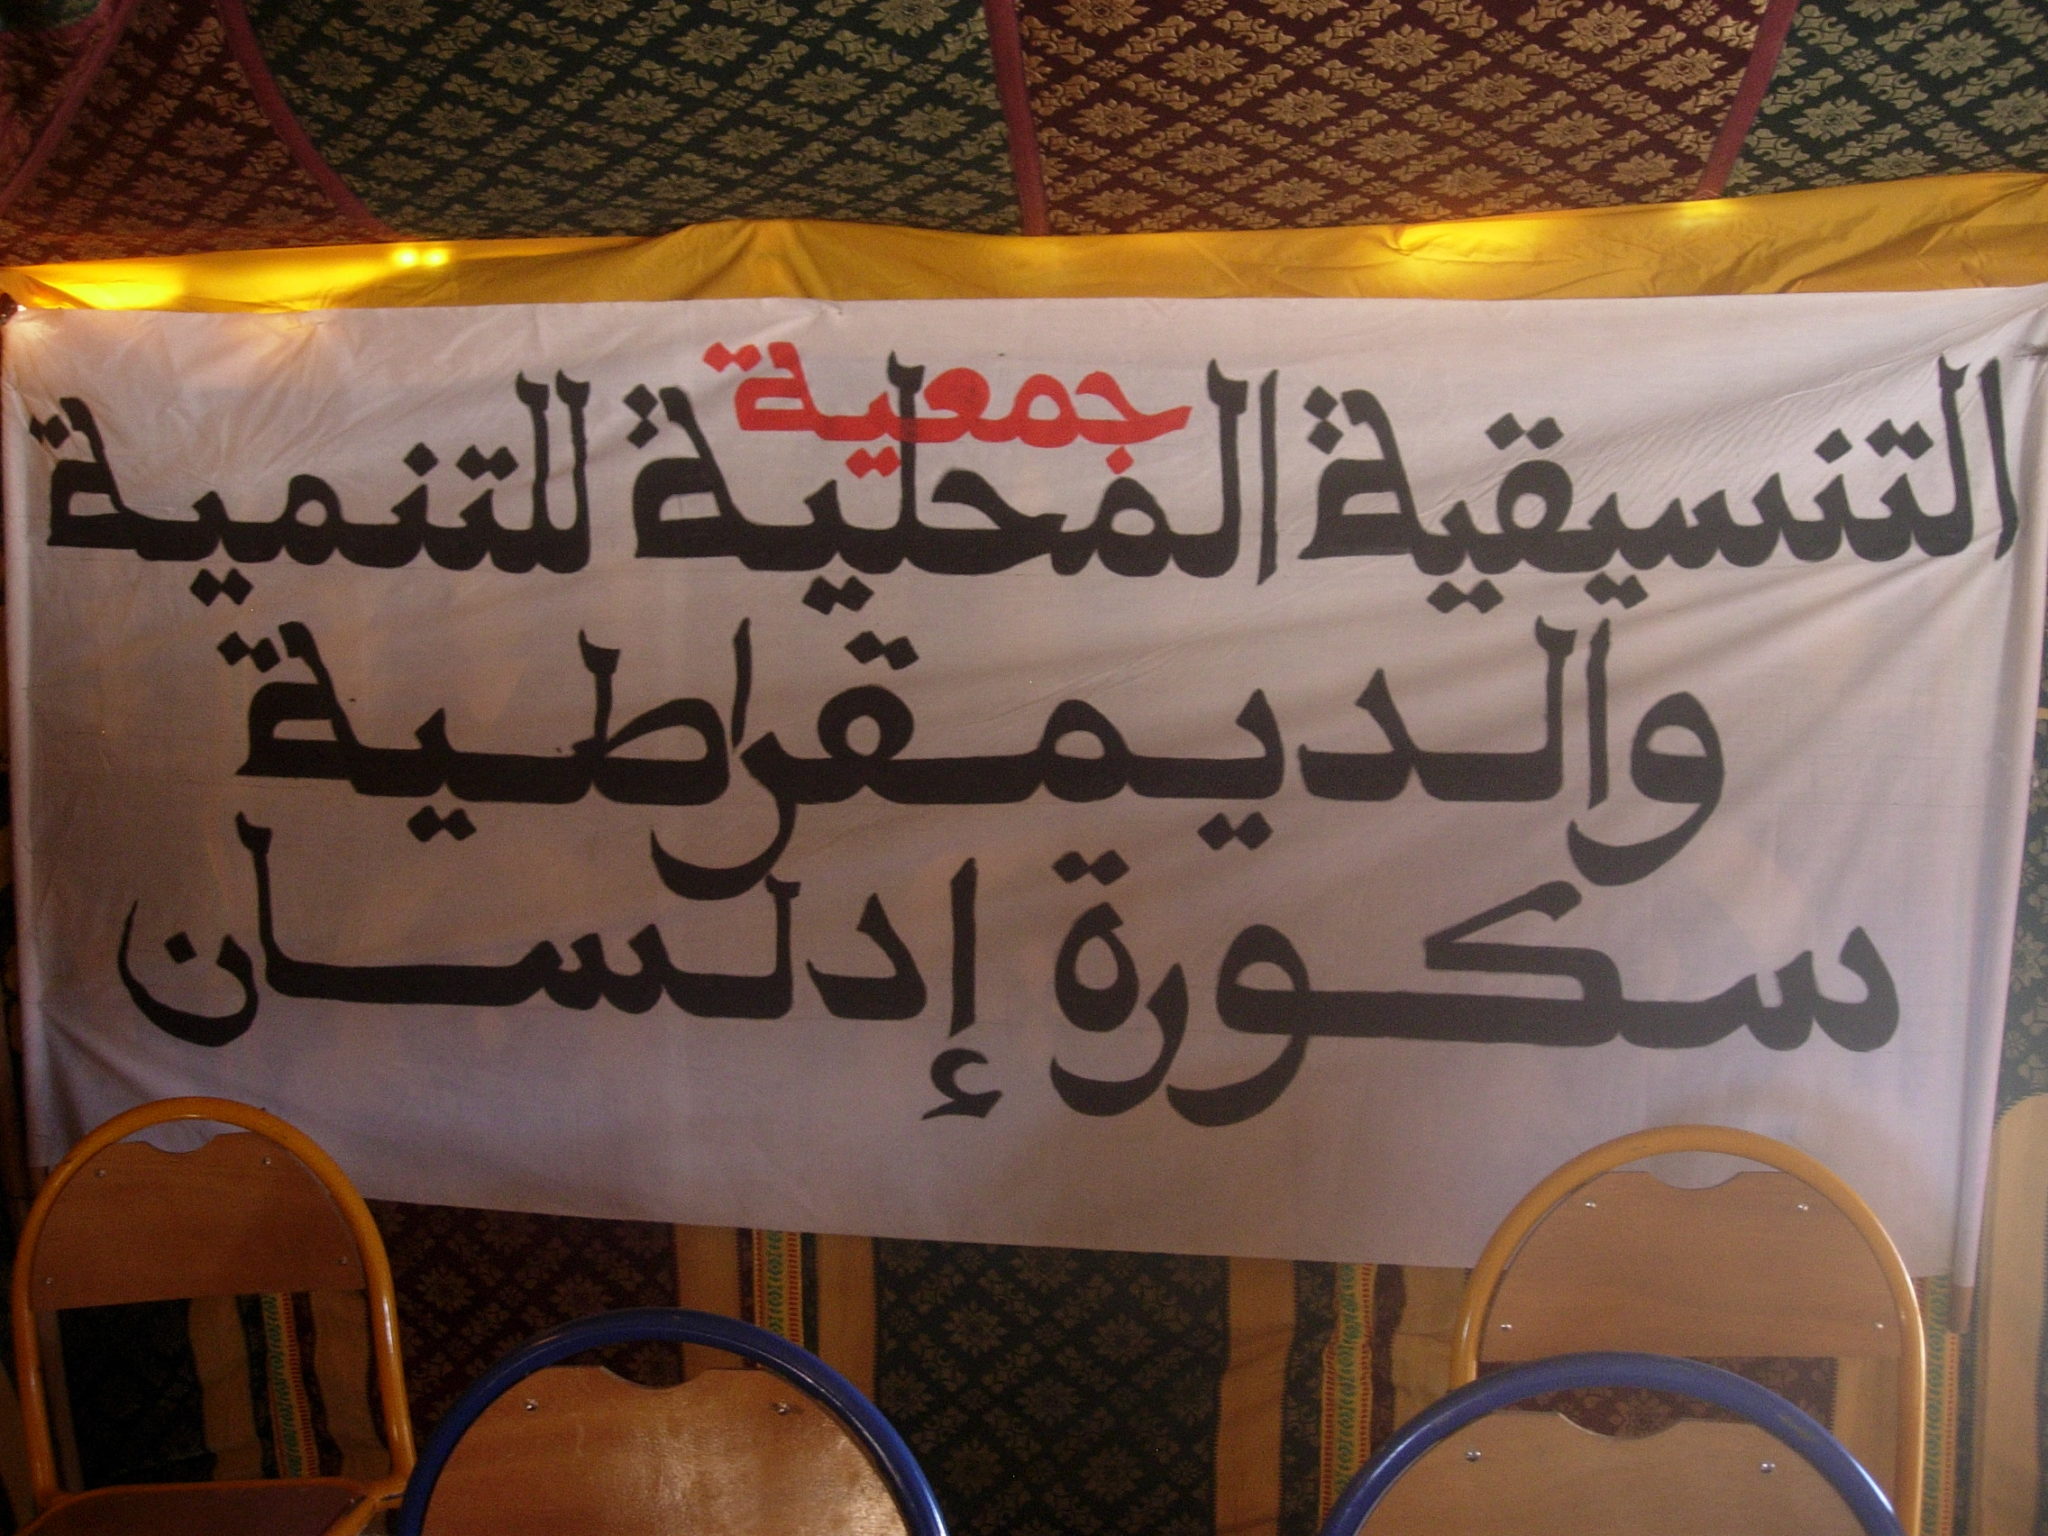 جمعية
التنسيقية المحلية للتنمية
والديمقراطية
سكورة إدلسان